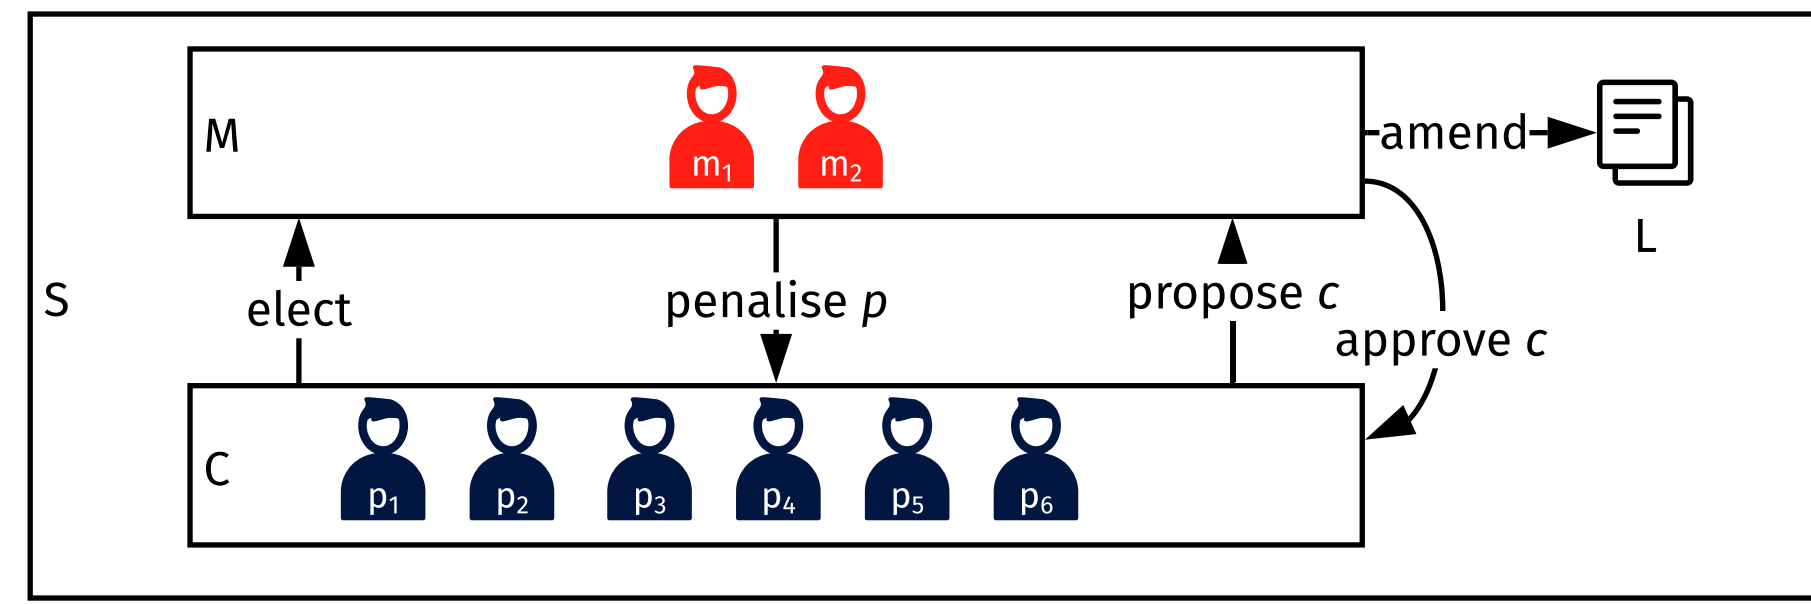 M
m₁
m₂
amend
L
S
elect
penalise p
propose c
approve c
C
p₁
p₂
p₃
p₄
p₅
p₆